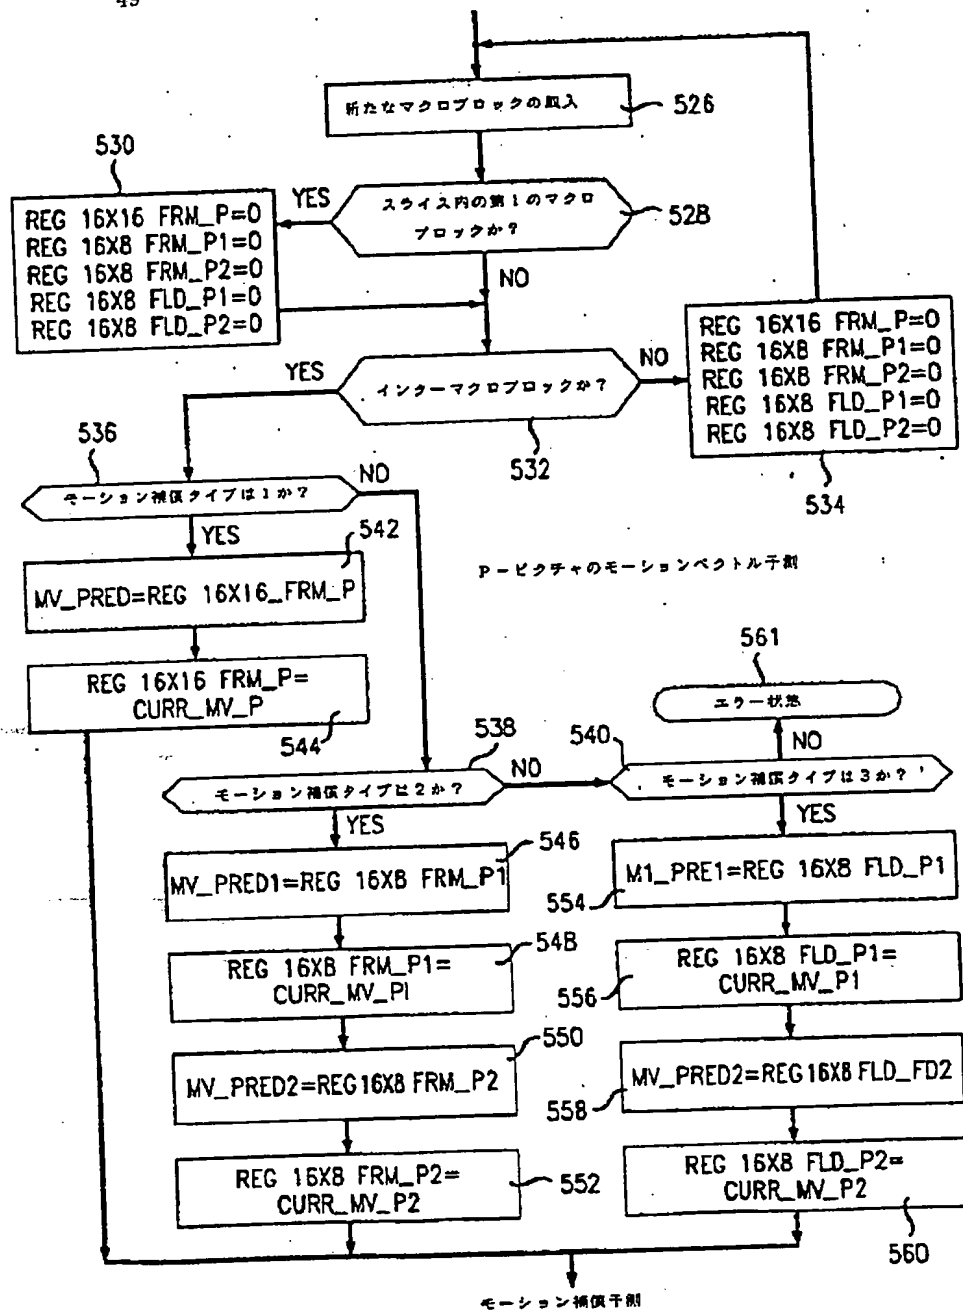 49
新たなマクロブロックの取入
526
530
YES
スライス内の第1のマクロ
ブロックか?
528
REG 16X16 FRM_P=0
REG 16X8 FRM_P1=0
REG 16X8 FRM_P2=0
REG 16X8 FLD_P1=0
REG 16X8 FLD_P2=0
NO
YES
インターマクロブロックか?
NO
532
REG 16X16 FRM_P=0
REG 16X8 FRM_P1=0
REG 16X8 FRM_P2=0
REG 16X8 FLD_P1=0
REG 16X8 FLD_P2=0
534
536
モーション補償タイプは1か?
NO
YES
542
MV_PRED=REG 16X16_FRM_P
P-ピクチャのモーションベクトル予測
REG 16X16 FRM_P=
CURR_MV_P
544
561
エラー状態
NO
538
モーション補償タイプは2か?
NO
540
モーション補償タイプは3か?
YES
YES
546
MV_PRED1=REG 16X8 FRM_P1
M1_PRE1=REG 16X8 FLD_P1
554
548
REG 16X8 FRM_P1=
CURR_MV_PI
REG 16X8 FLD_P1=
CURR_MV_P1
556
550
MV_PRED2=REG16X8 FRM_P2
MV_PRED2=REG16X8 FLD_FD2
558
REG 16X8 FRM_P2=
CURR_MV_P2
552
REG 16X8 FLD_P2=
CURR_MV_P2
560
モーション補償予測